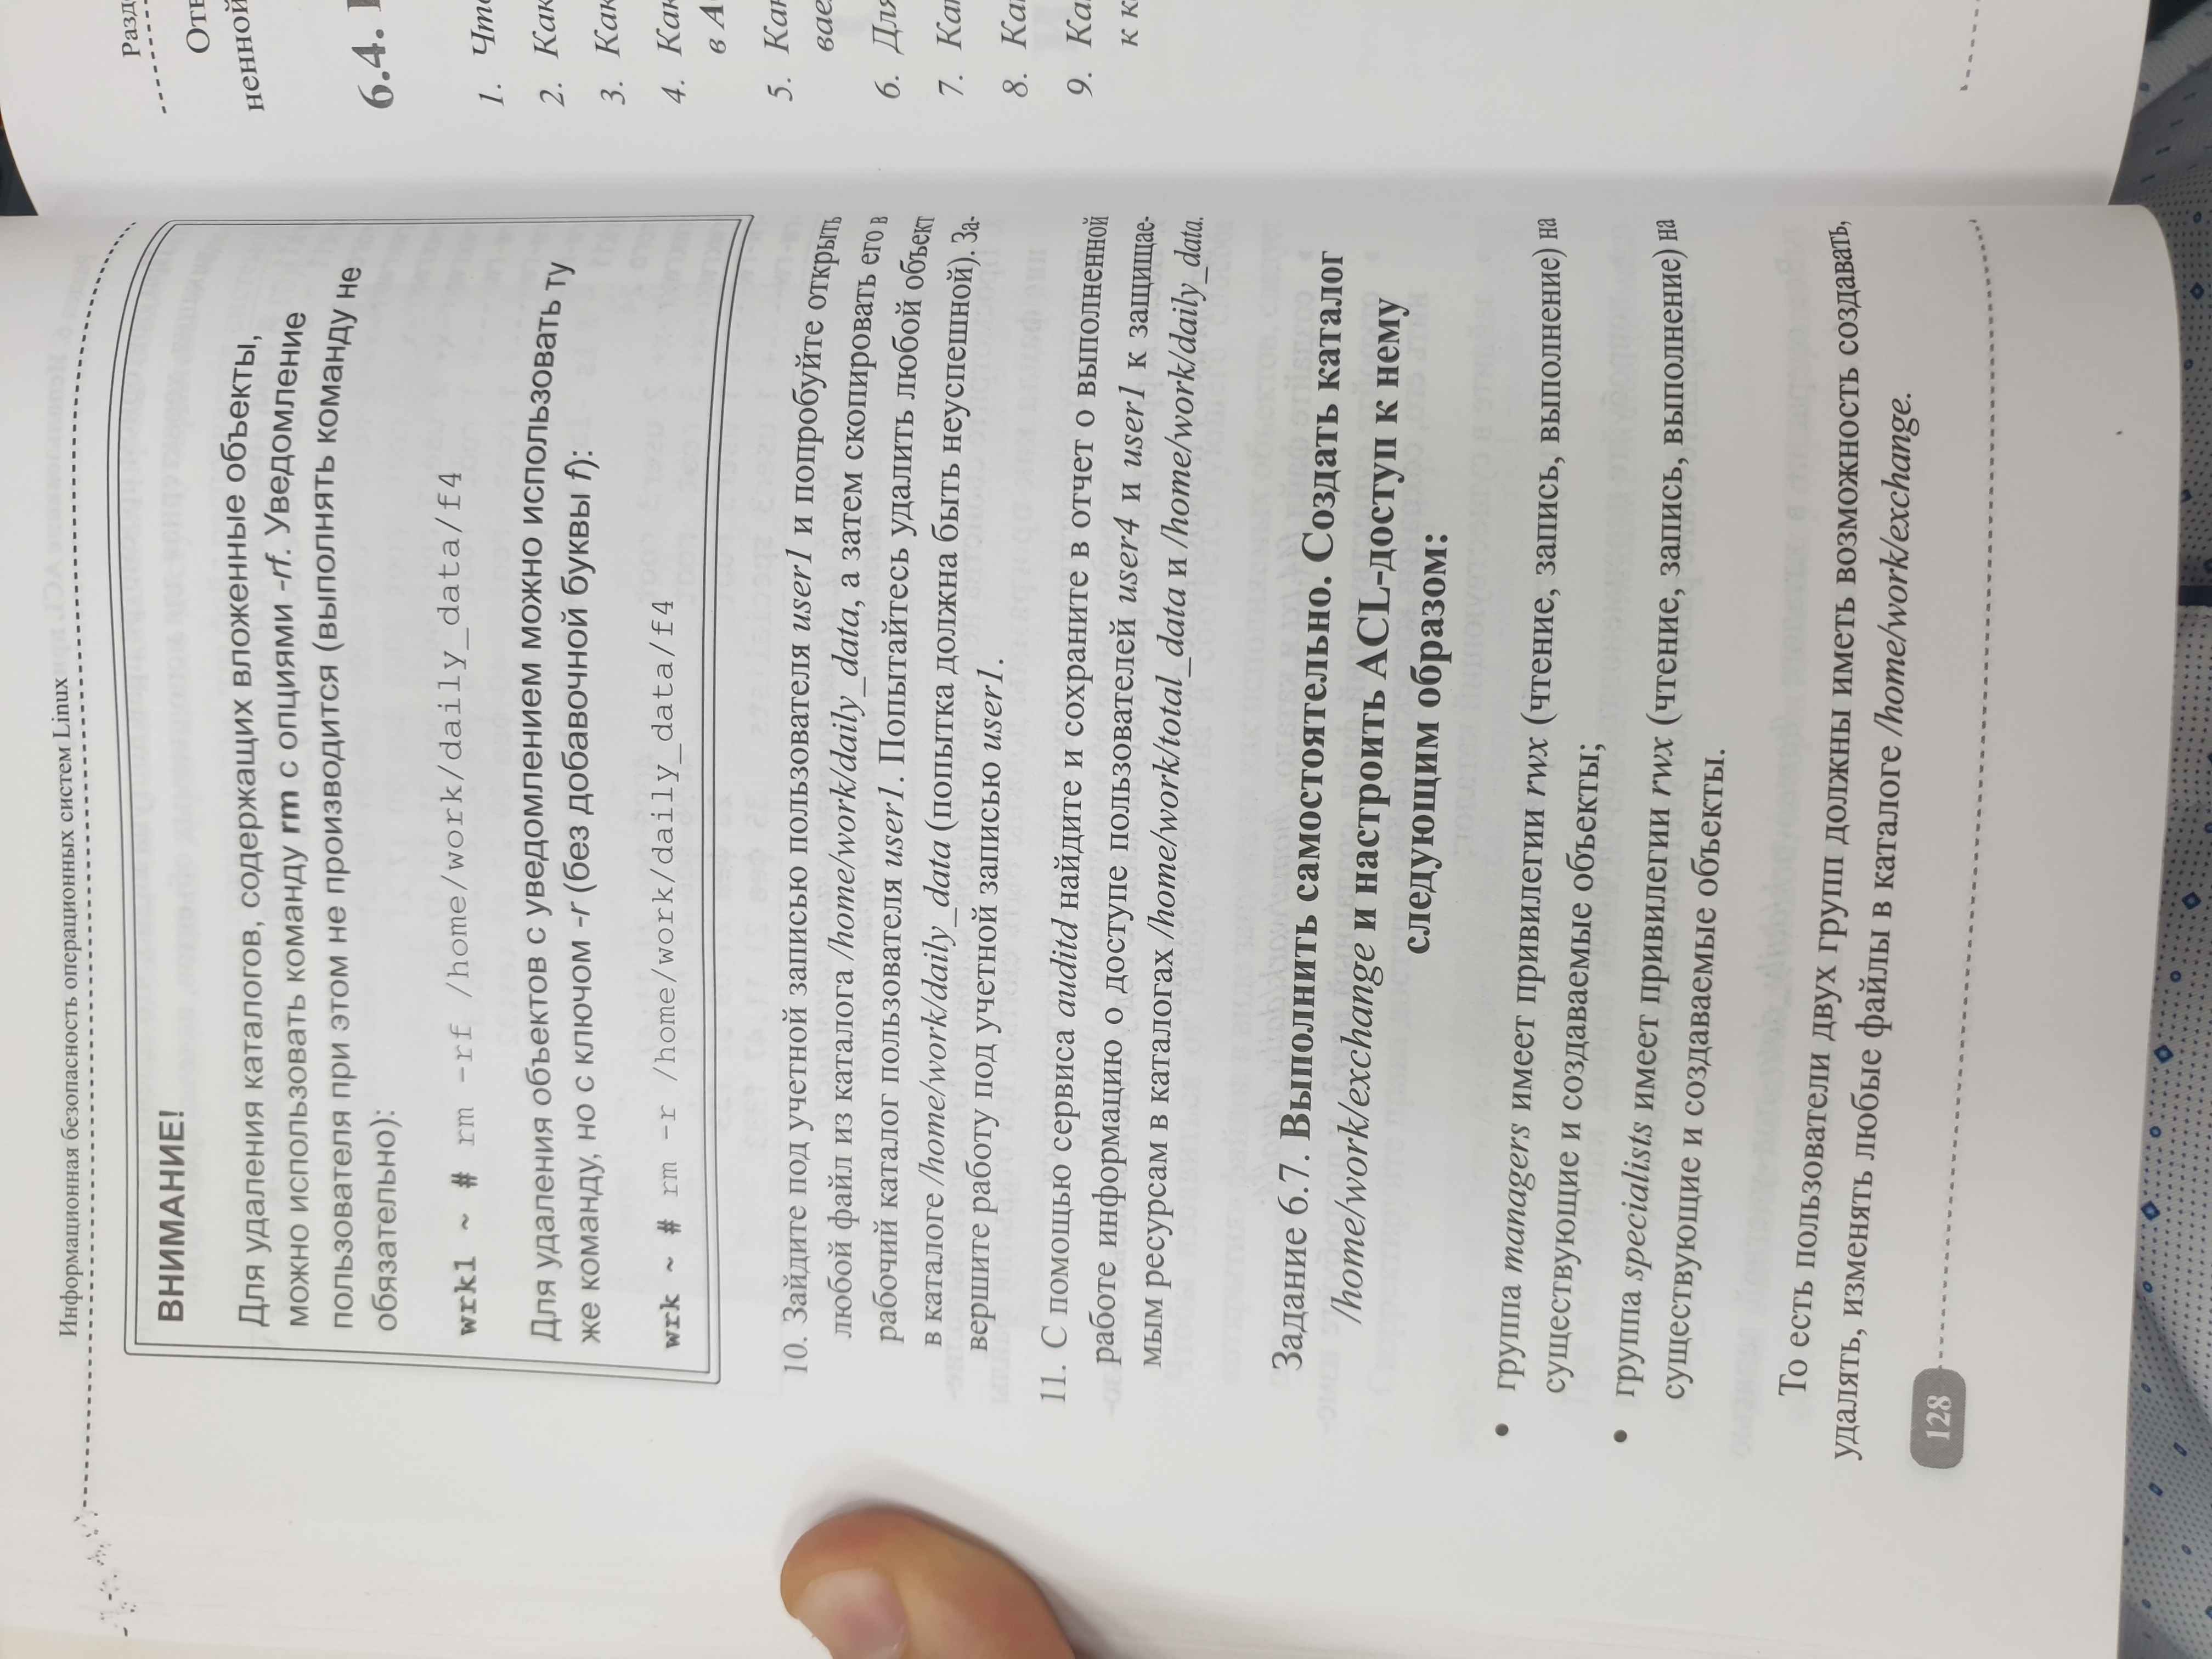 Информационная безопасность операционных систем Linux
ВНИМАНИЕ!
Для удаления каталогов, содержащих вложенные объекты,
можно использовать команду rm с опциями -rf. Уведомление
пользователя при этом не производится (выполнять команду не
обязательно):
wrk1 ~ # rm -rf /home/work/daily_data/f4
Для удаления объектов с уведомлением можно использовать ту
же команду, но с ключом -r (без добавочной буквы f):
wrk ~ # rm -r /home/work/daily_data/f4
10. Зайдите под учетной записью пользователя user1 и попробуйте открыть
любой файл из каталога /home/work/daily_data, а затем скопировать его в
рабочий каталог пользователя user1. Попытайтесь удалить любой объект
в каталоге /home/work/daily_data (попытка должна быть неуспешной). За-
вершите работу под учетной записью user1.
11. С помощью сервиса auditd найдите и сохраните в отчет о выполненной
работе информацию о доступе пользователей user4 и user1 к защищае-
мым ресурсам в каталогах /home/work/total_data и /home/work/daily_data.
Задание 6.7. Выполнить самостоятельно. Создать каталог
/home/work/exchange и настроить ACL-доступ к нему
следующим образом:
• группа managers имеет привилегии rwx (чтение, запись, выполнение) на
существующие и создаваемые объекты;
• группа specialists имеет привилегии rwx (чтение, запись, выполнение) на
существующие и создаваемые объекты.
То есть пользователи двух групп должны иметь возможность создавать,
удалять, изменять любые файлы в каталоге /home/work/exchange.
128
ненной
6.4.
1.
2. Как
3. Как
4. Как
в
5.
6. Для
7.
8.
9.
к